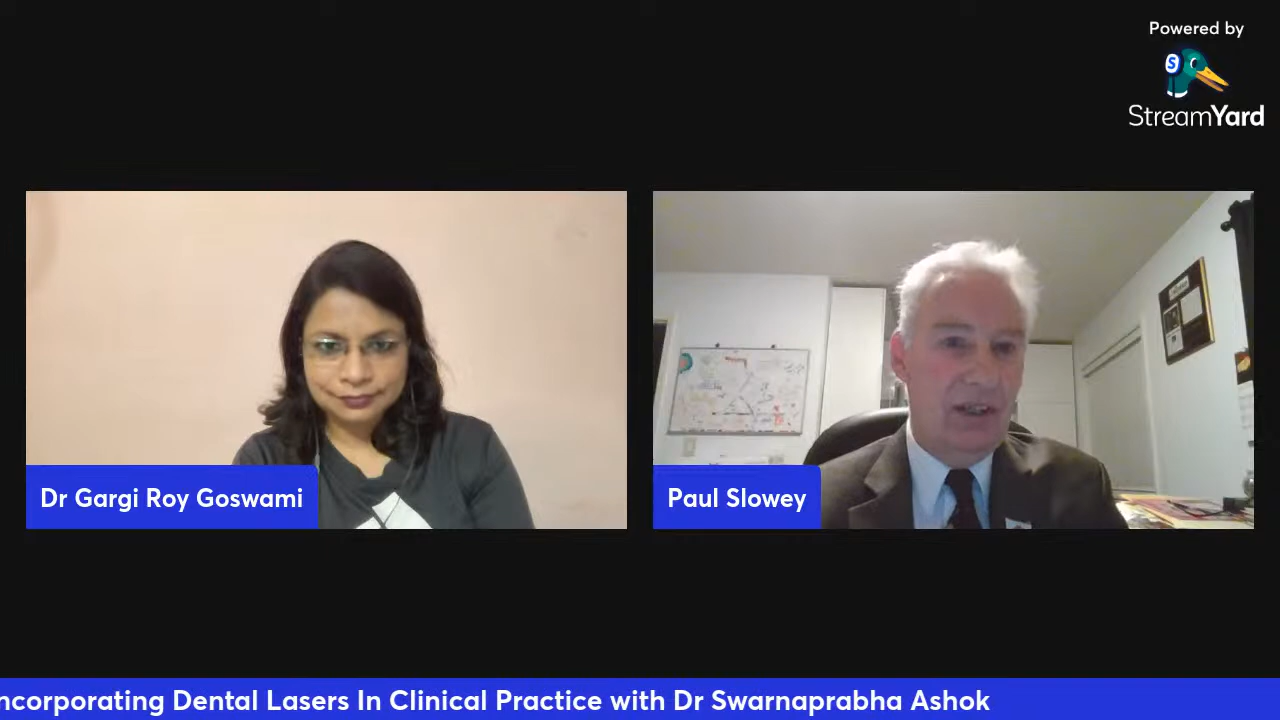 Powered by
StreamYard
Dr Gargi Roy Goswami
Paul Slowey
ncorporating Dental Lasers In Clinical Practice with Dr Swarnaprabha Ashok